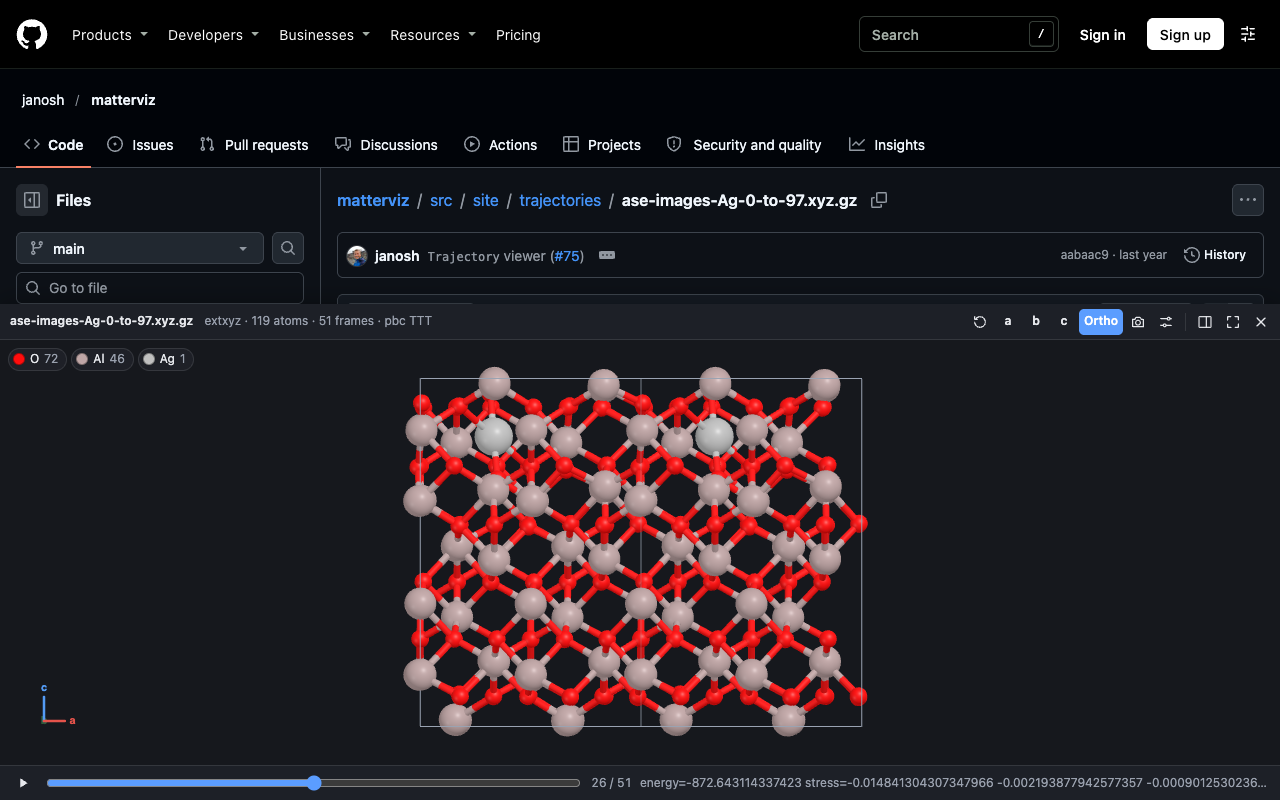 Products Developers Businesses Resources Pricing Search / Sign in Sign up
janosh / matterviz
Code Issues Pull requests Discussions Actions Projects Security and quality Insights
Files
matterviz / src / site / trajectories / ase-images-Ag-0-to-97.xyz.gz
main
janosh Trajectory viewer (#75) aabaac9 · last year History
Go to file
ase-images-Ag-0-to-97.xyz.gz extxyz · 119 atoms · 51 frames · pbc TTT a b c Ortho
O 72 Al 46 Ag 1
c
a
26 / 51 energy=-872.643114337423 stress=-0.014841304307347966 -0.002193877942577357 -0.0009012530236...